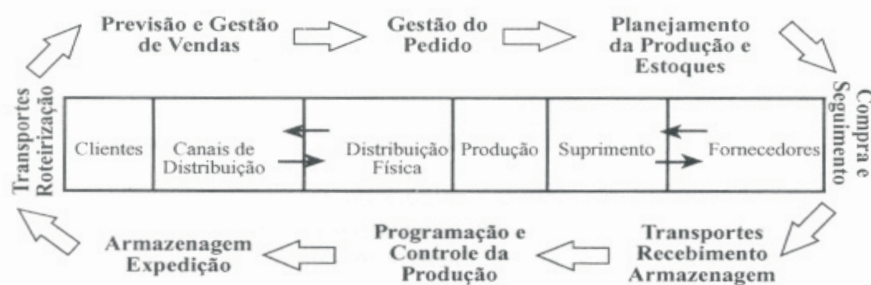 Previsão e Gestão
de Vendas
Gestão do
Pedido
Planejamento
da Produção e
Estoques
Transportes
Roteirização
Clientes
Canais de
Distribuição
Distribuição
Física
Produção
Suprimento
Fornecedores
Compra e
Seguimento
Armazenagem
Expedição
Programação e
Controle da
Produção
Transportes
Recebimento
Armazenagem